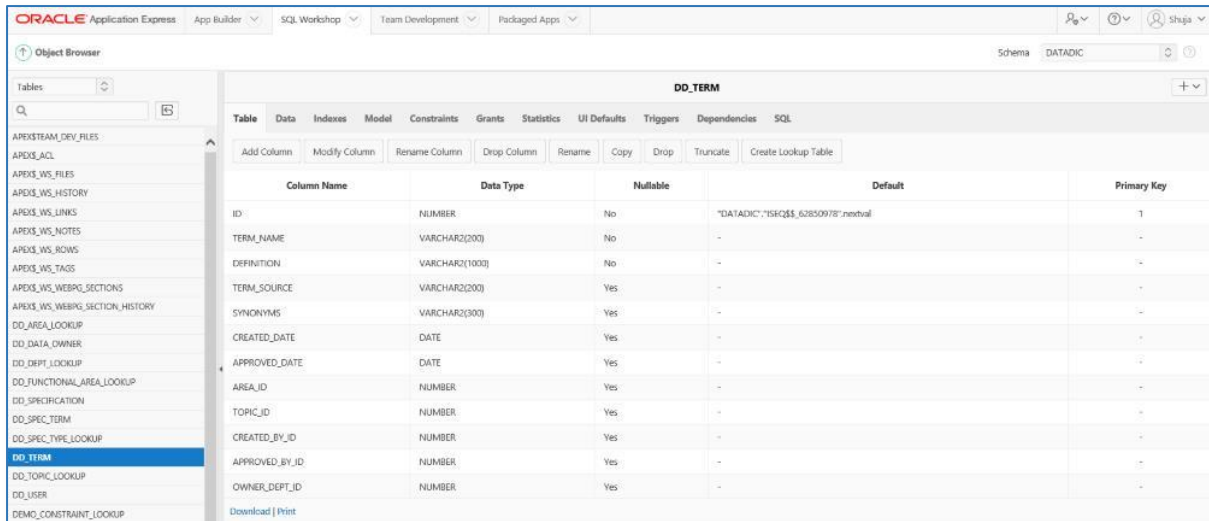 ORACLE Application Express App Builder SQL Workshop Team Development Packaged Apps Shuja
Object Browser Schema DATADIC
Tables
DD_TERM
Table Data Indexes Model Constraints Grants Statistics UI Defaults Triggers Dependencies SQL
Add Column Modify Column Rename Column Drop Column Rename Copy Drop Truncate Create Lookup Table
APEX$TEAM_DEV_FILES
APEX$_ACL
APEX$_WS_FILES
APEX$_WS_HISTORY
APEX$_WS_LINKS
APEX$_WS_NOTES
APEX$_WS_ROWS
APEX$_WS_TAGS
APEX$_WS_WEBPG_SECTIONS
APEX$_WS_WEBPG_SECTION_HISTORY
DD_AREA_LOOKUP
DD_DATA_OWNER
DD_DEPT_LOOKUP
DD_FUNCTIONAL_AREA_LOOKUP
DD_SPECIFICATION
DD_SPEC_TERM
DD_SPEC_TYPE_LOOKUP
DD_TERM
DD_TOPIC_LOOKUP
DD_USER
DEMO_CONSTRAINT_LOOKUP
Column Name Data Type Nullable Default Primary Key
ID NUMBER No "DATADIC"."ISEQ$$_62850978".nextval 1
TERM_NAME VARCHAR2(200) No - -
DEFINITION VARCHAR2(1000) No - -
TERM_SOURCE VARCHAR2(200) Yes - -
SYNONYMS VARCHAR2(300) Yes - -
CREATED_DATE DATE Yes - -
APPROVED_DATE DATE Yes - -
AREA_ID NUMBER Yes - -
TOPIC_ID NUMBER Yes - -
CREATED_BY_ID NUMBER Yes - -
APPROVED_BY_ID NUMBER Yes - -
OWNER_DEPT_ID NUMBER Yes - -
Download | Print